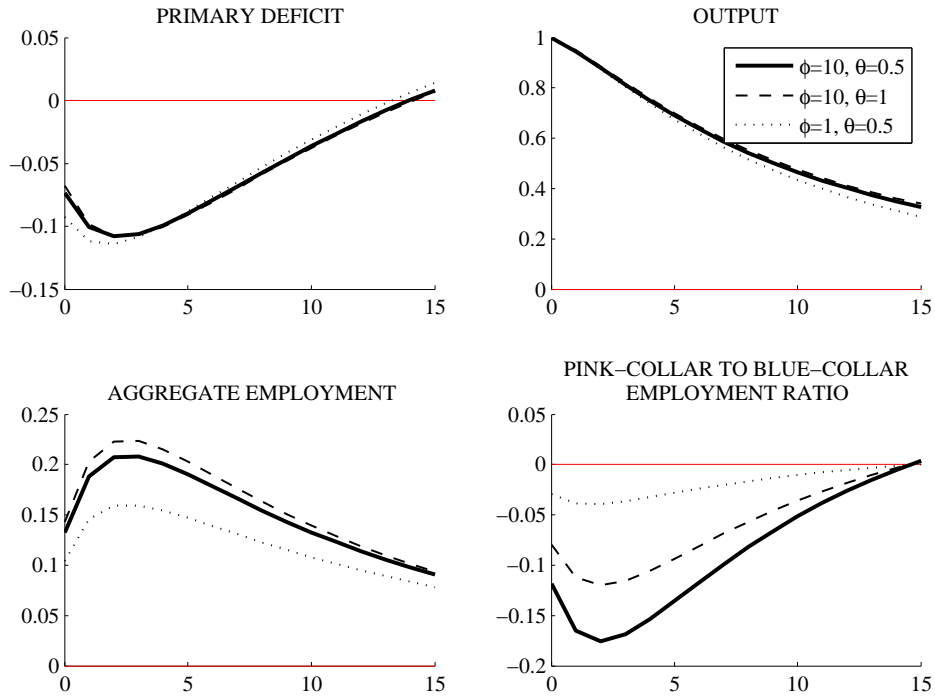 PRIMARY DEFICIT
0.05
0
−0.05
−0.1
−0.15
0 5 10 15
OUTPUT
1
0.8
0.6
0.4
0.2
0
0 5 10 15
ϕ=10, θ=0.5
ϕ=10, θ=1
ϕ=1, θ=0.5
AGGREGATE EMPLOYMENT
0.25
0.2
0.15
0.1
0.05
0
0 5 10 15
PINK−COLLAR TO BLUE−COLLAR
EMPLOYMENT RATIO
0.05
0
−0.05
−0.1
−0.15
−0.2
0 5 10 15